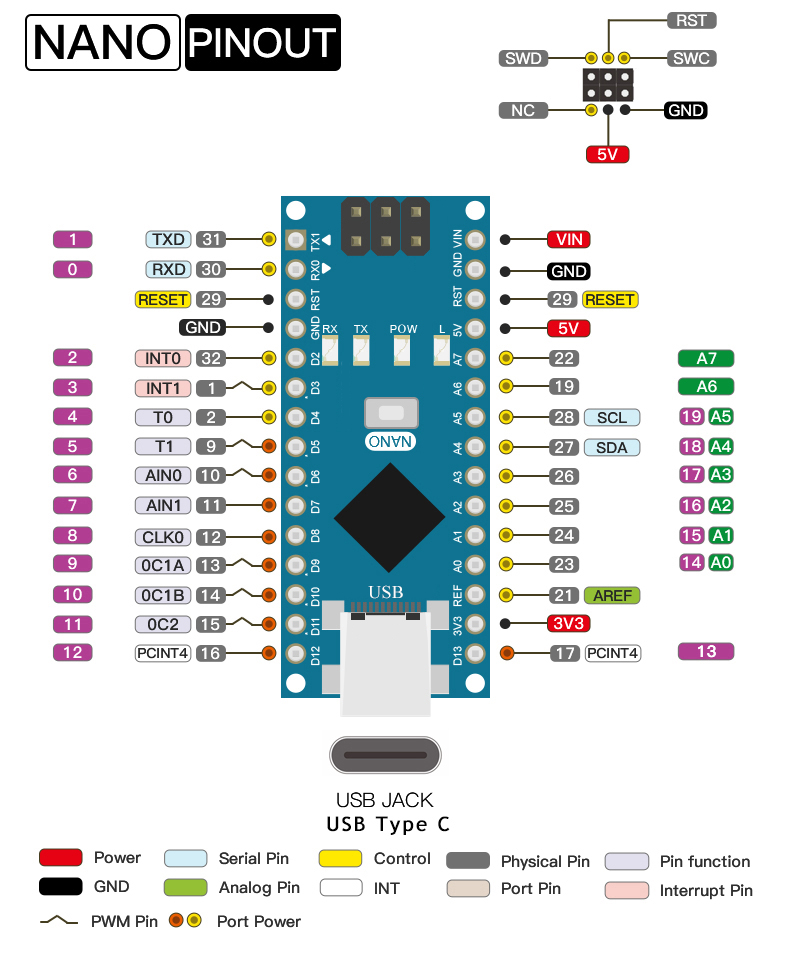 NANO PINOUT
RST
SWD SWC
NC GND
5V
1 TXD 31 TX1 VIN VIN
0 RXD 30 RX0 GND GND
RESET 29 RST RST 29 RESET
GND GND RX TX POW L 5V 5V
2 INT0 32 D2 A7 22 A7
3 INT1 1 D3 A6 19 A6
4 T0 2 D4 A5 28 SCL 19 A5
5 T1 9 D5 NANO A4 27 SDA 18 A4
6 AIN0 10 D6 A3 26 17 A3
7 AIN1 11 D7 A2 25 16 A2
8 CLK0 12 D8 A1 24 15 A1
9 0C1A 13 D9 A0 23 14 A0
10 0C1B 14 D10 USB REF 21 AREF
11 0C2 15 D11 3V3 3V3
12 PCINT4 16 D12 D13 17 PCINT4 13
USB JACK
USB Type C
Power Serial Pin Control Physical Pin Pin function
GND Analog Pin INT Port Pin Interrupt Pin
PWM Pin Port Power